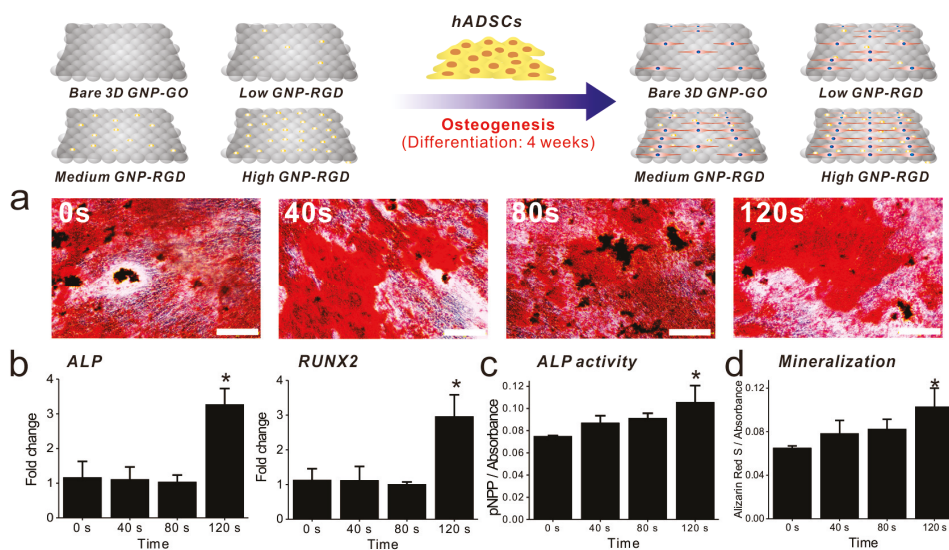 hADSCs
Bare 3D GNP-GO
Low GNP-RGD
Medium GNP-RGD
High GNP-RGD
Osteogenesis
(Differentiation: 4 weeks)
Bare 3D GNP-GO
Low GNP-RGD
Medium GNP-RGD
High GNP-RGD
a
0s
40s
80s
120s
b
ALP
Fold change
4
3
2
1
0
*
0 s
40 s
80 s
120 s
Time
RUNX2
Fold change
4
3
2
1
0
*
0 s
40 s
80 s
120 s
Time
c
ALP activity
pNPP / Absorbance
0.12
0.10
0.08
0.06
0.04
0.02
0.00
*
0 s
40 s
80 s
120 s
Time
d
Mineralization
Alizarin Red S / Absorbance
0.12
0.08
0.04
0.00
*
0 s
40 s
80 s
120 s
Time